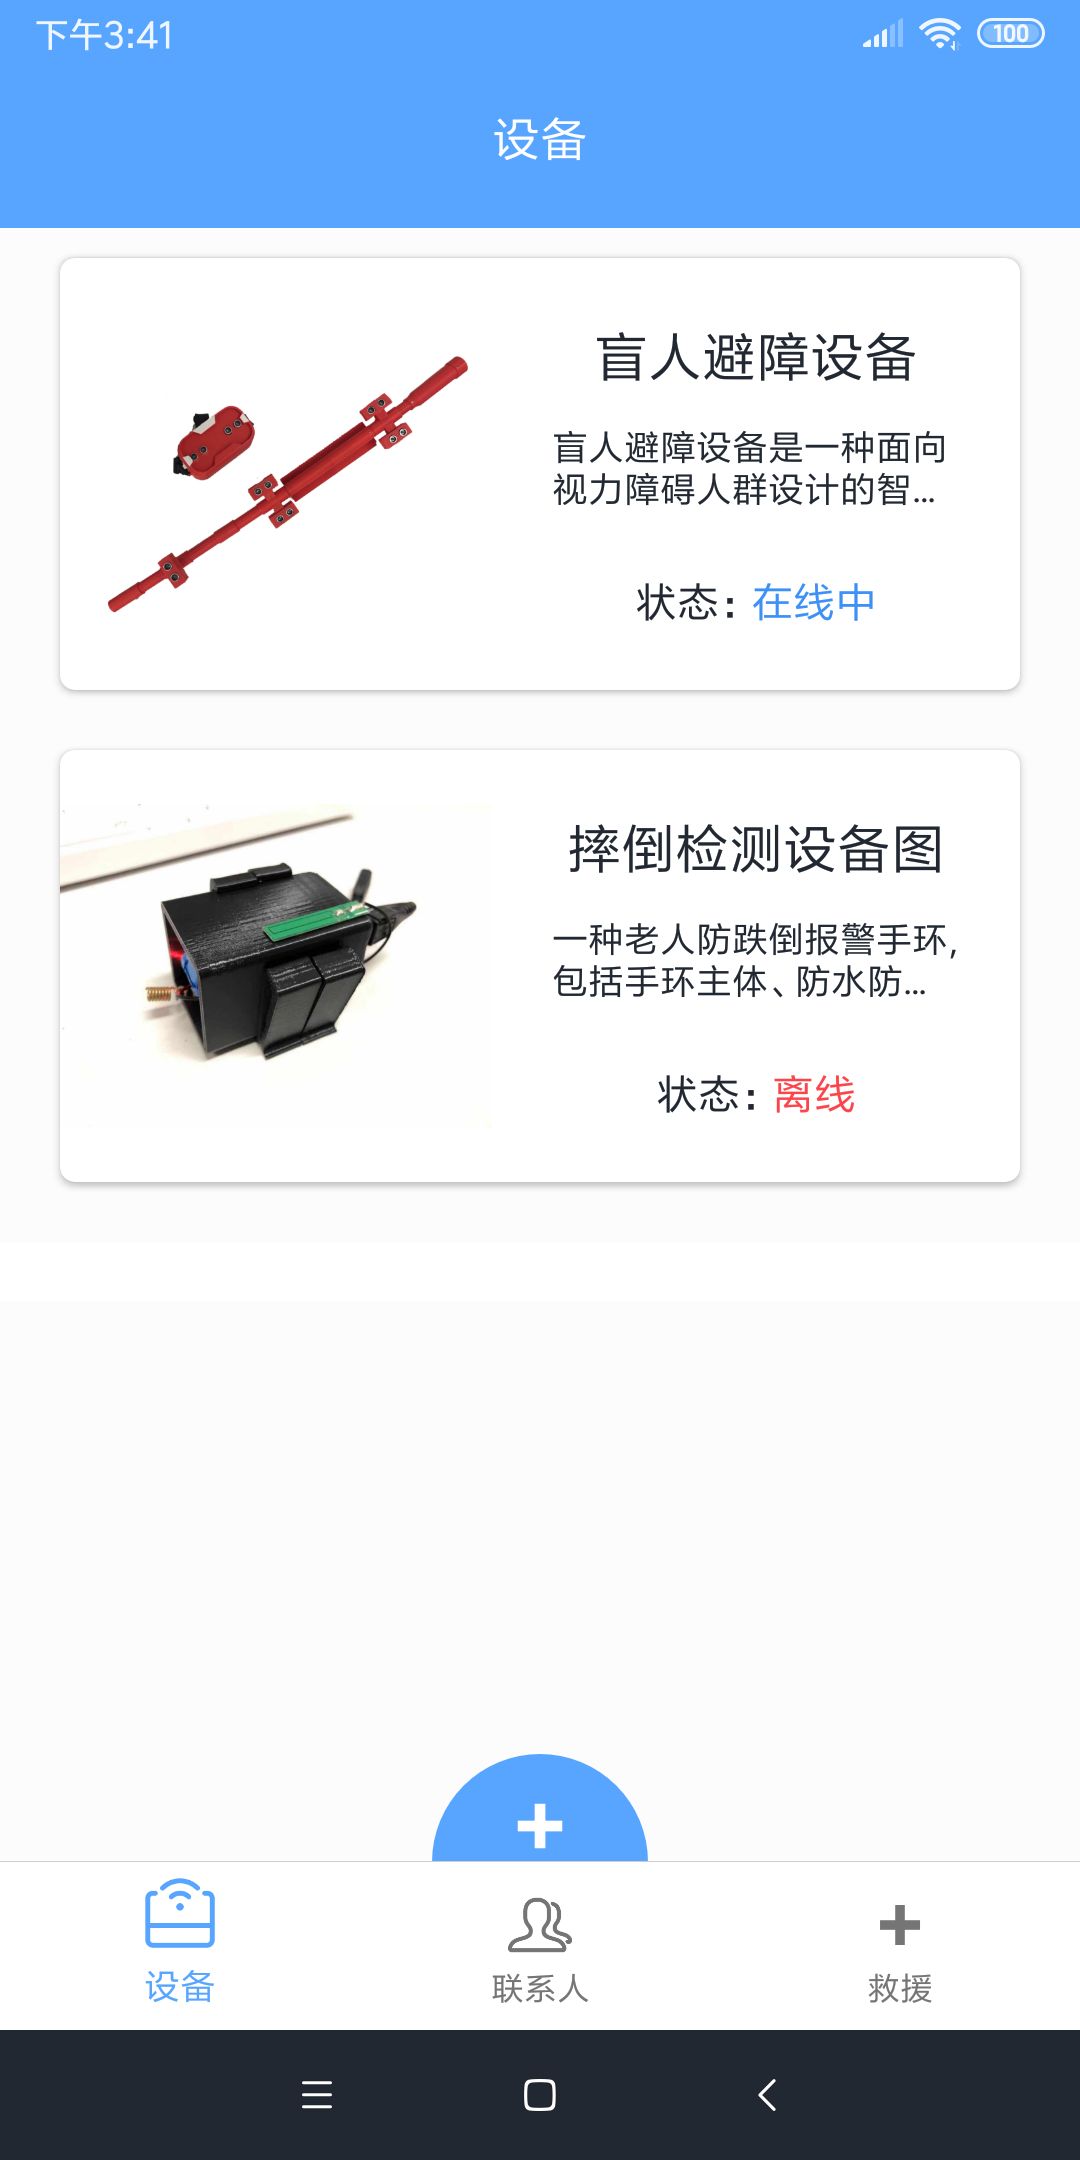 下午3:41
100
设备
盲人避障设备
盲人避障设备是一种面向
视力障碍人群设计的智...
状态：在线中
摔倒检测设备图
一种老人防跌倒报警手环,
包括手环主体、防水防...
状态：离线
设备
联系人
救援